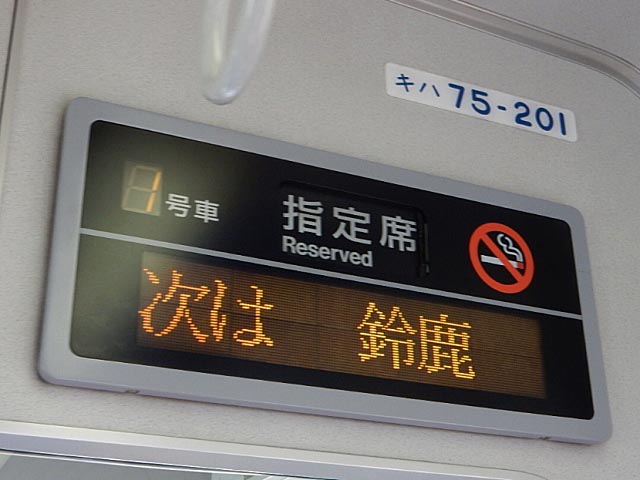 キハ 75-201
1 号車 指定席
Reserved
次は 鈴鹿